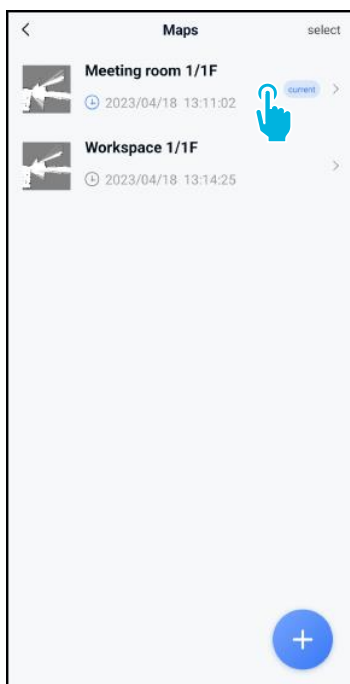 Maps
select
Meeting room 1/1F
2023/04/18 13:11:02
current
Workspace 1/1F
2023/04/18 13:14:25